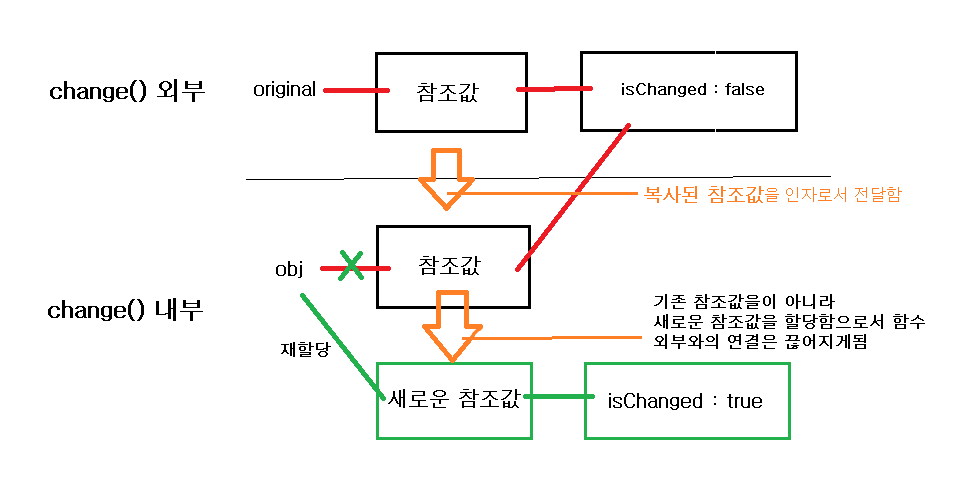 change() 외부
original
참조값
isChanged : false
복사된 참조값을 인자로서 전달함
change() 내부
obj
참조값
재할당
기존 참조값을이 아니라
새로운 참조값을 할당함으로서 함수
외부와의 연결은 끊어지게됨
새로운 참조값
isChanged : true